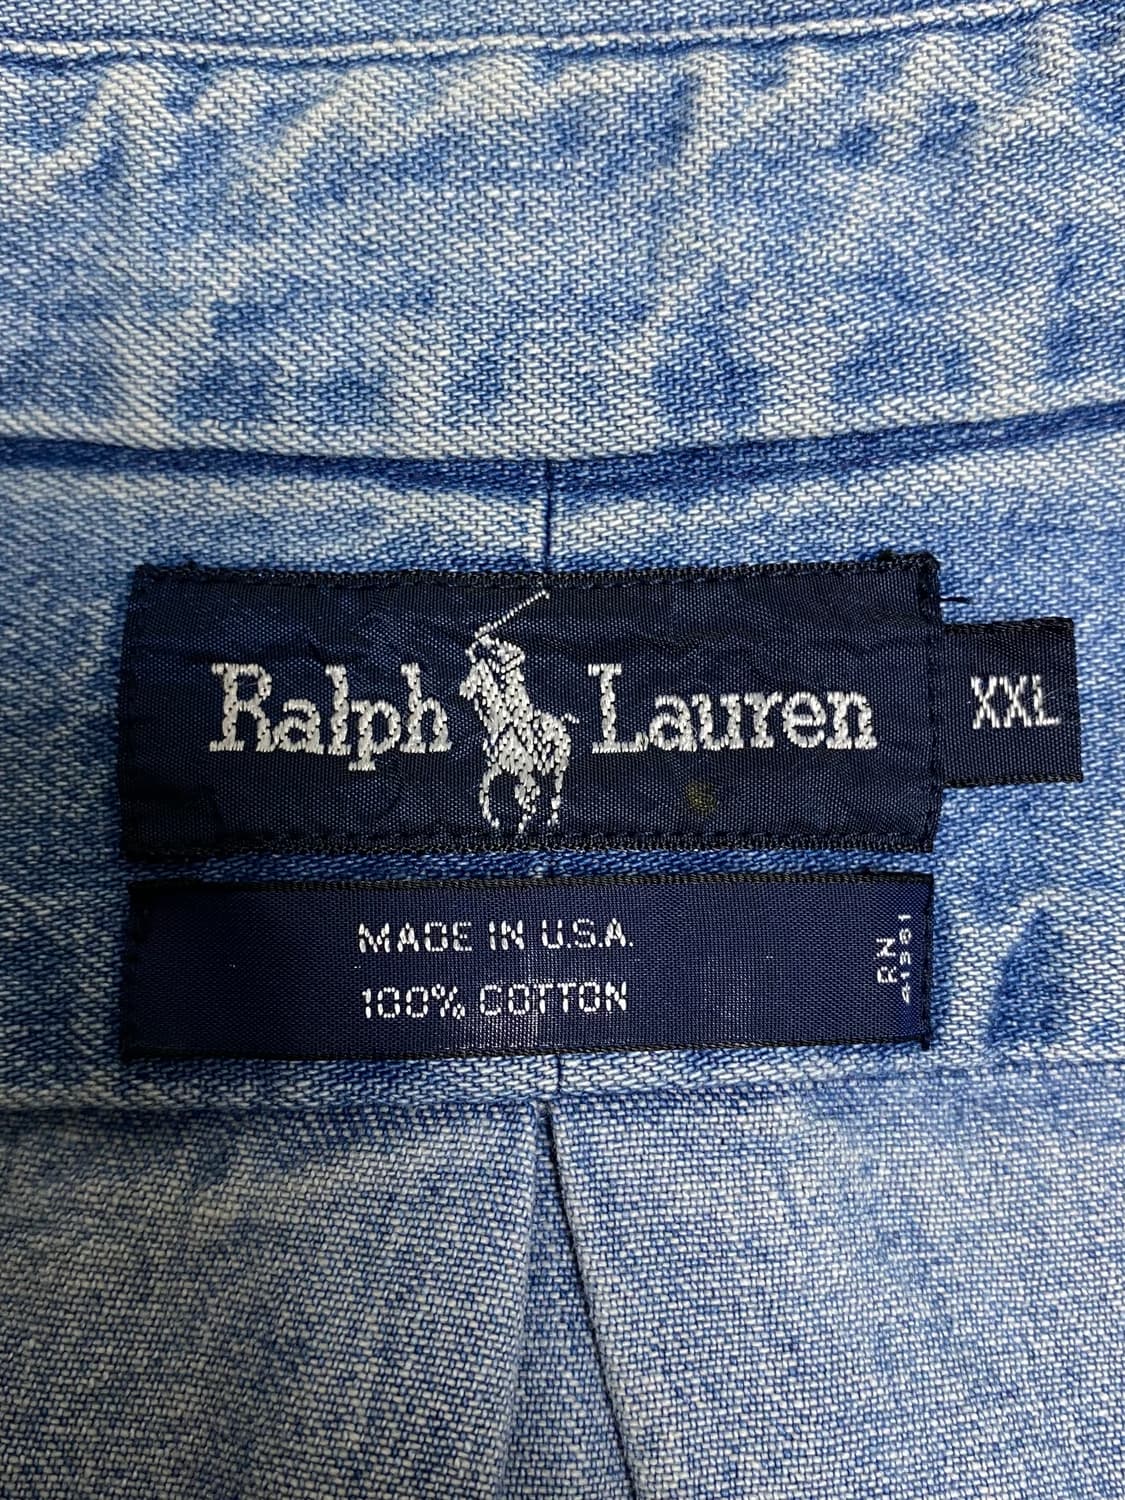 Ralph Lauren
XXL
MADE IN U.S.A.
100% COTTON
RN
41381